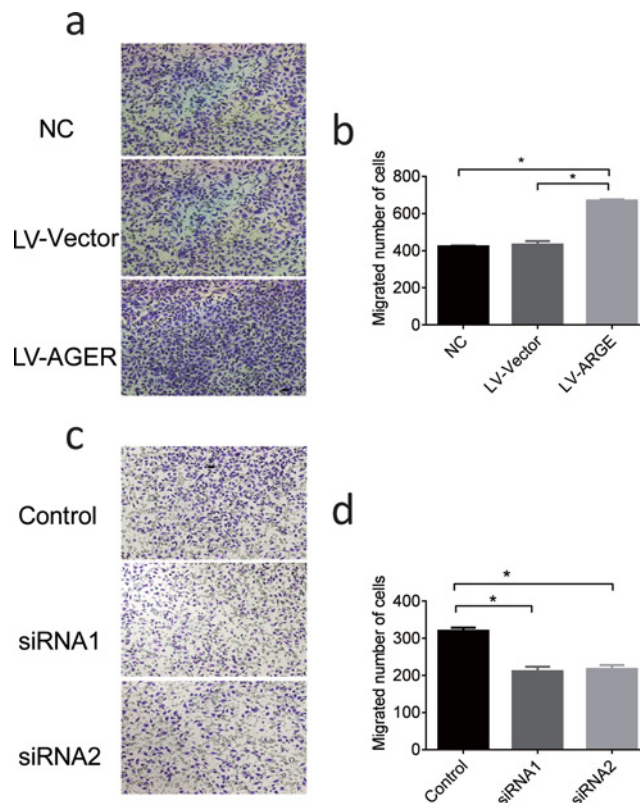 a
NC
LV-Vector
LV-AGER
b
Migrated number of cells
800
600
400
200
0
*
*
NC
LV-Vector
LV-ARGE
c
Control
siRNA1
siRNA2
d
Migrated number of cells
400
300
200
100
0
*
*
Control
siRNA1
siRNA2